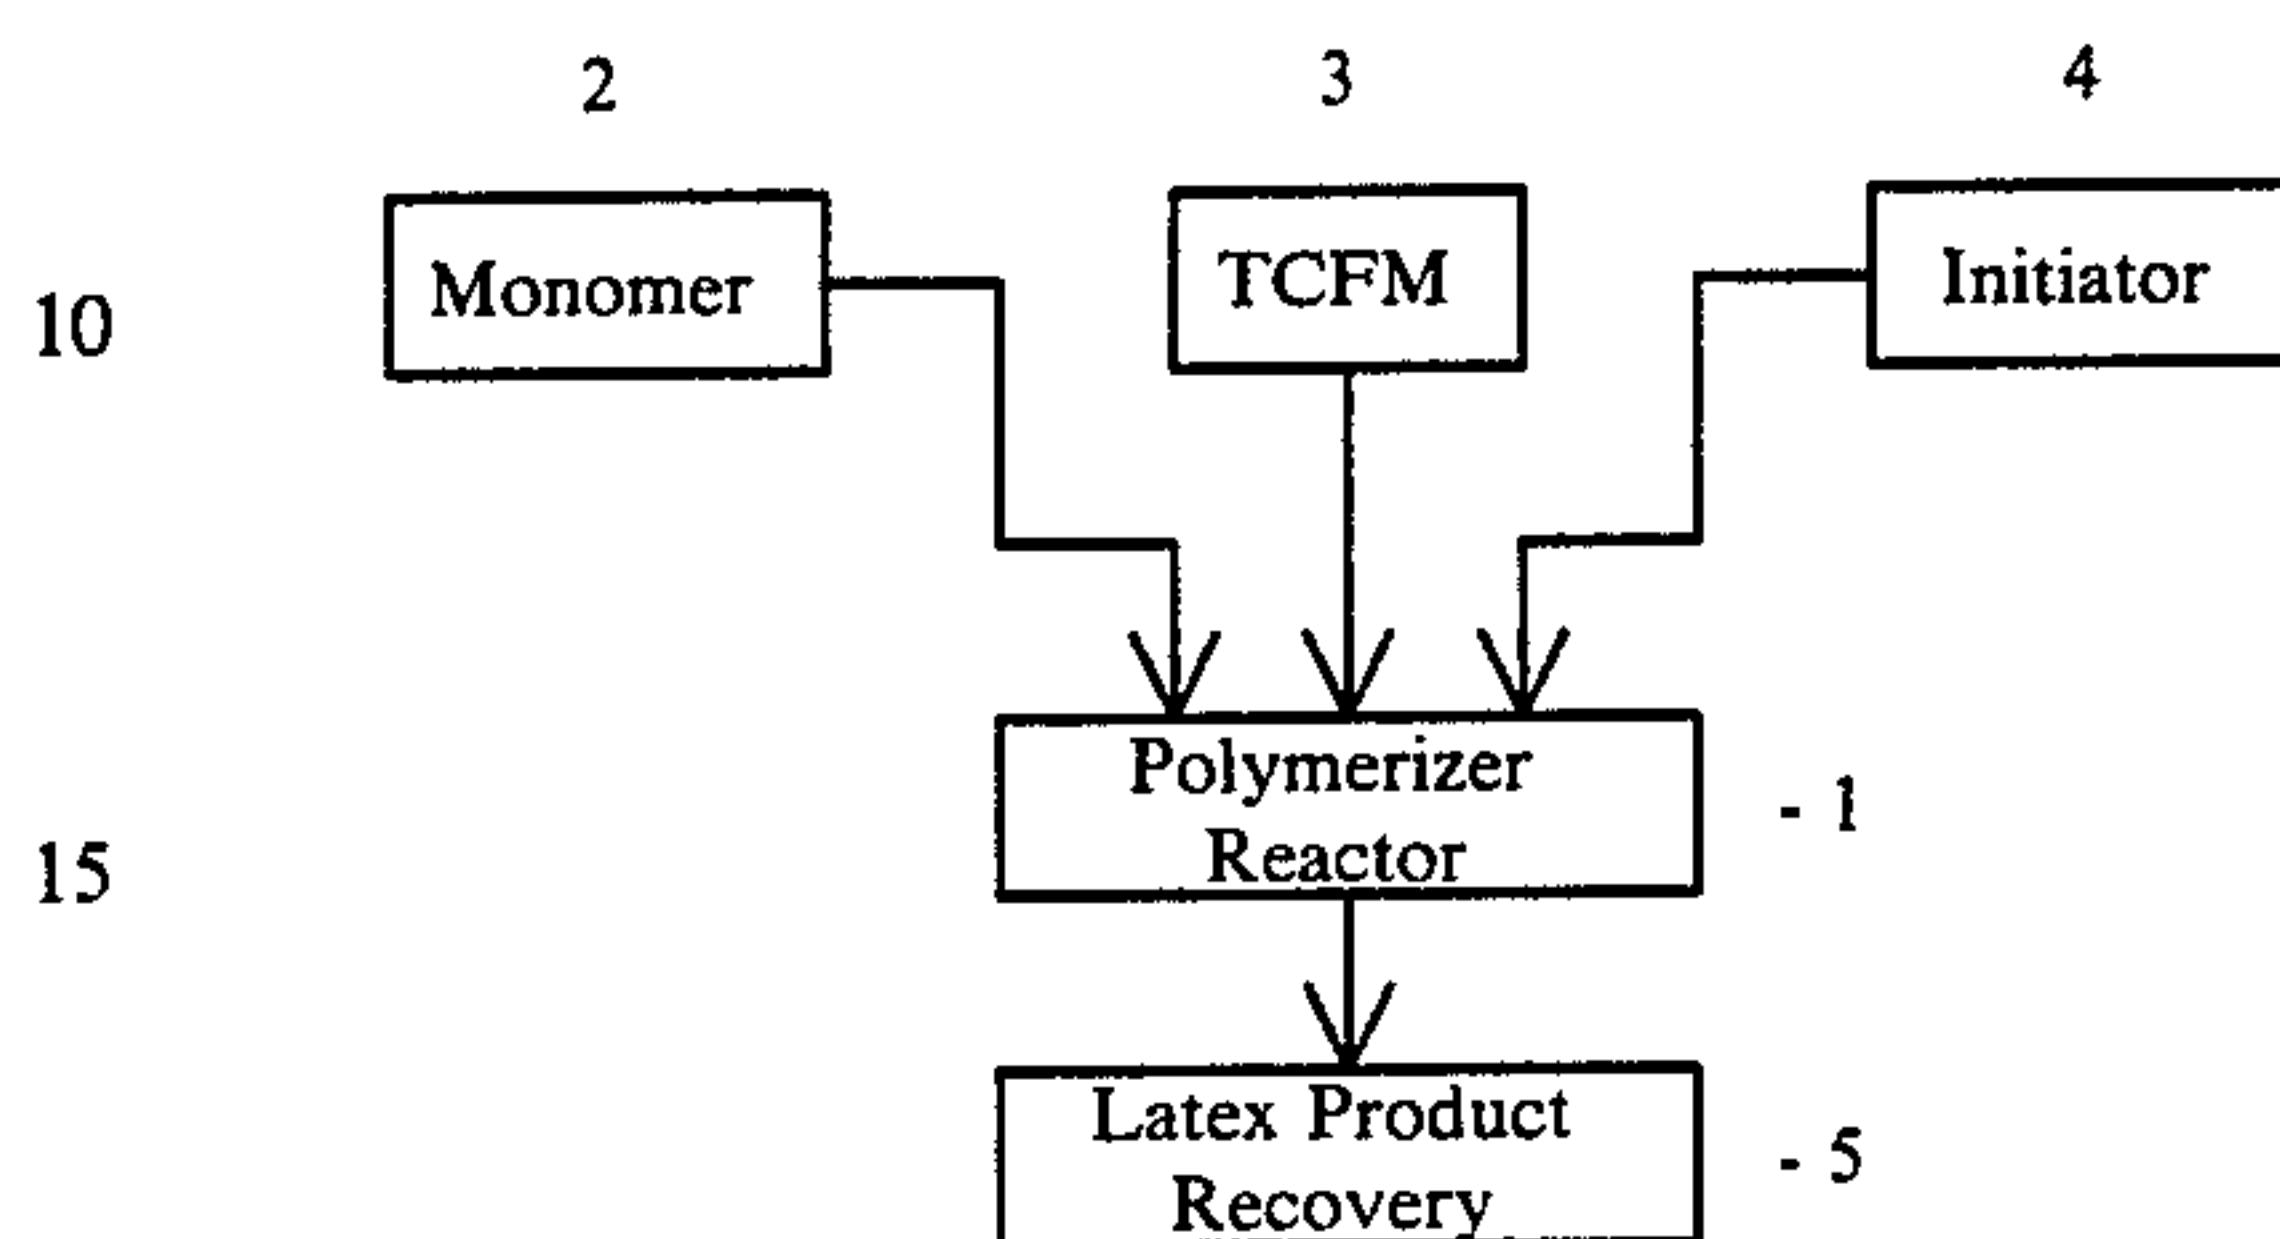 2 3 4
10 Monomer TCFM Initiator
Polymerizer - 1
15 Reactor
Latex Product - 5
Recovery